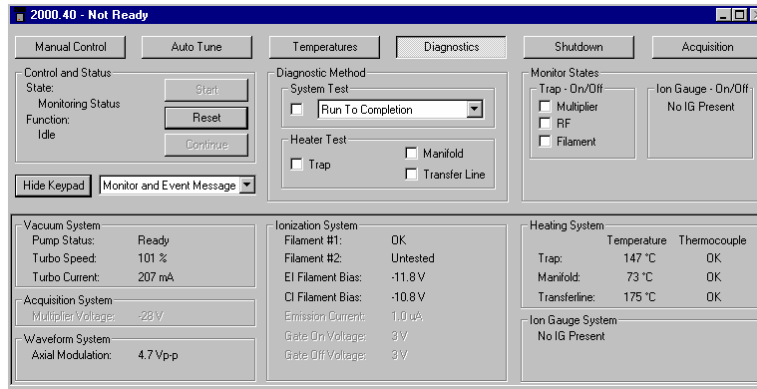 2000.40 - Not Ready
Manual Control Auto Tune Temperatures Diagnostics Shutdown Acquisition
Control and Status
State:
Monitoring Status
Function:
Idle
Start
Reset
Continue
Hide Keypad Monitor and Event Message
Diagnostic Method
System Test
Run To Completion
Heater Test
Trap
Manifold
Transfer Line
Monitor States
Trap - On/Off
Multiplier
RF
Filament
Ion Gauge - On/Off
No IG Present
Vacuum System
Pump Status: Ready
Turbo Speed: 101 %
Turbo Current: 207 mA
Acquisition System
Multiplier Voltage: -28 V
Waveform System
Axial Modulation: 4.7 Vp-p
Ionization System
Filament #1: OK
Filament #2: Untested
EI Filament Bias: -11.8 V
CI Filament Bias: -10.8 V
Emission Current: 1.0 uA
Gate On Voltage: 3 V
Gate Off Voltage: 3 V
Heating System
Temperature Thermocouple
Trap: 147 °C OK
Manifold: 73 °C OK
Transferline: 175 °C OK
Ion Gauge System
No IG Present